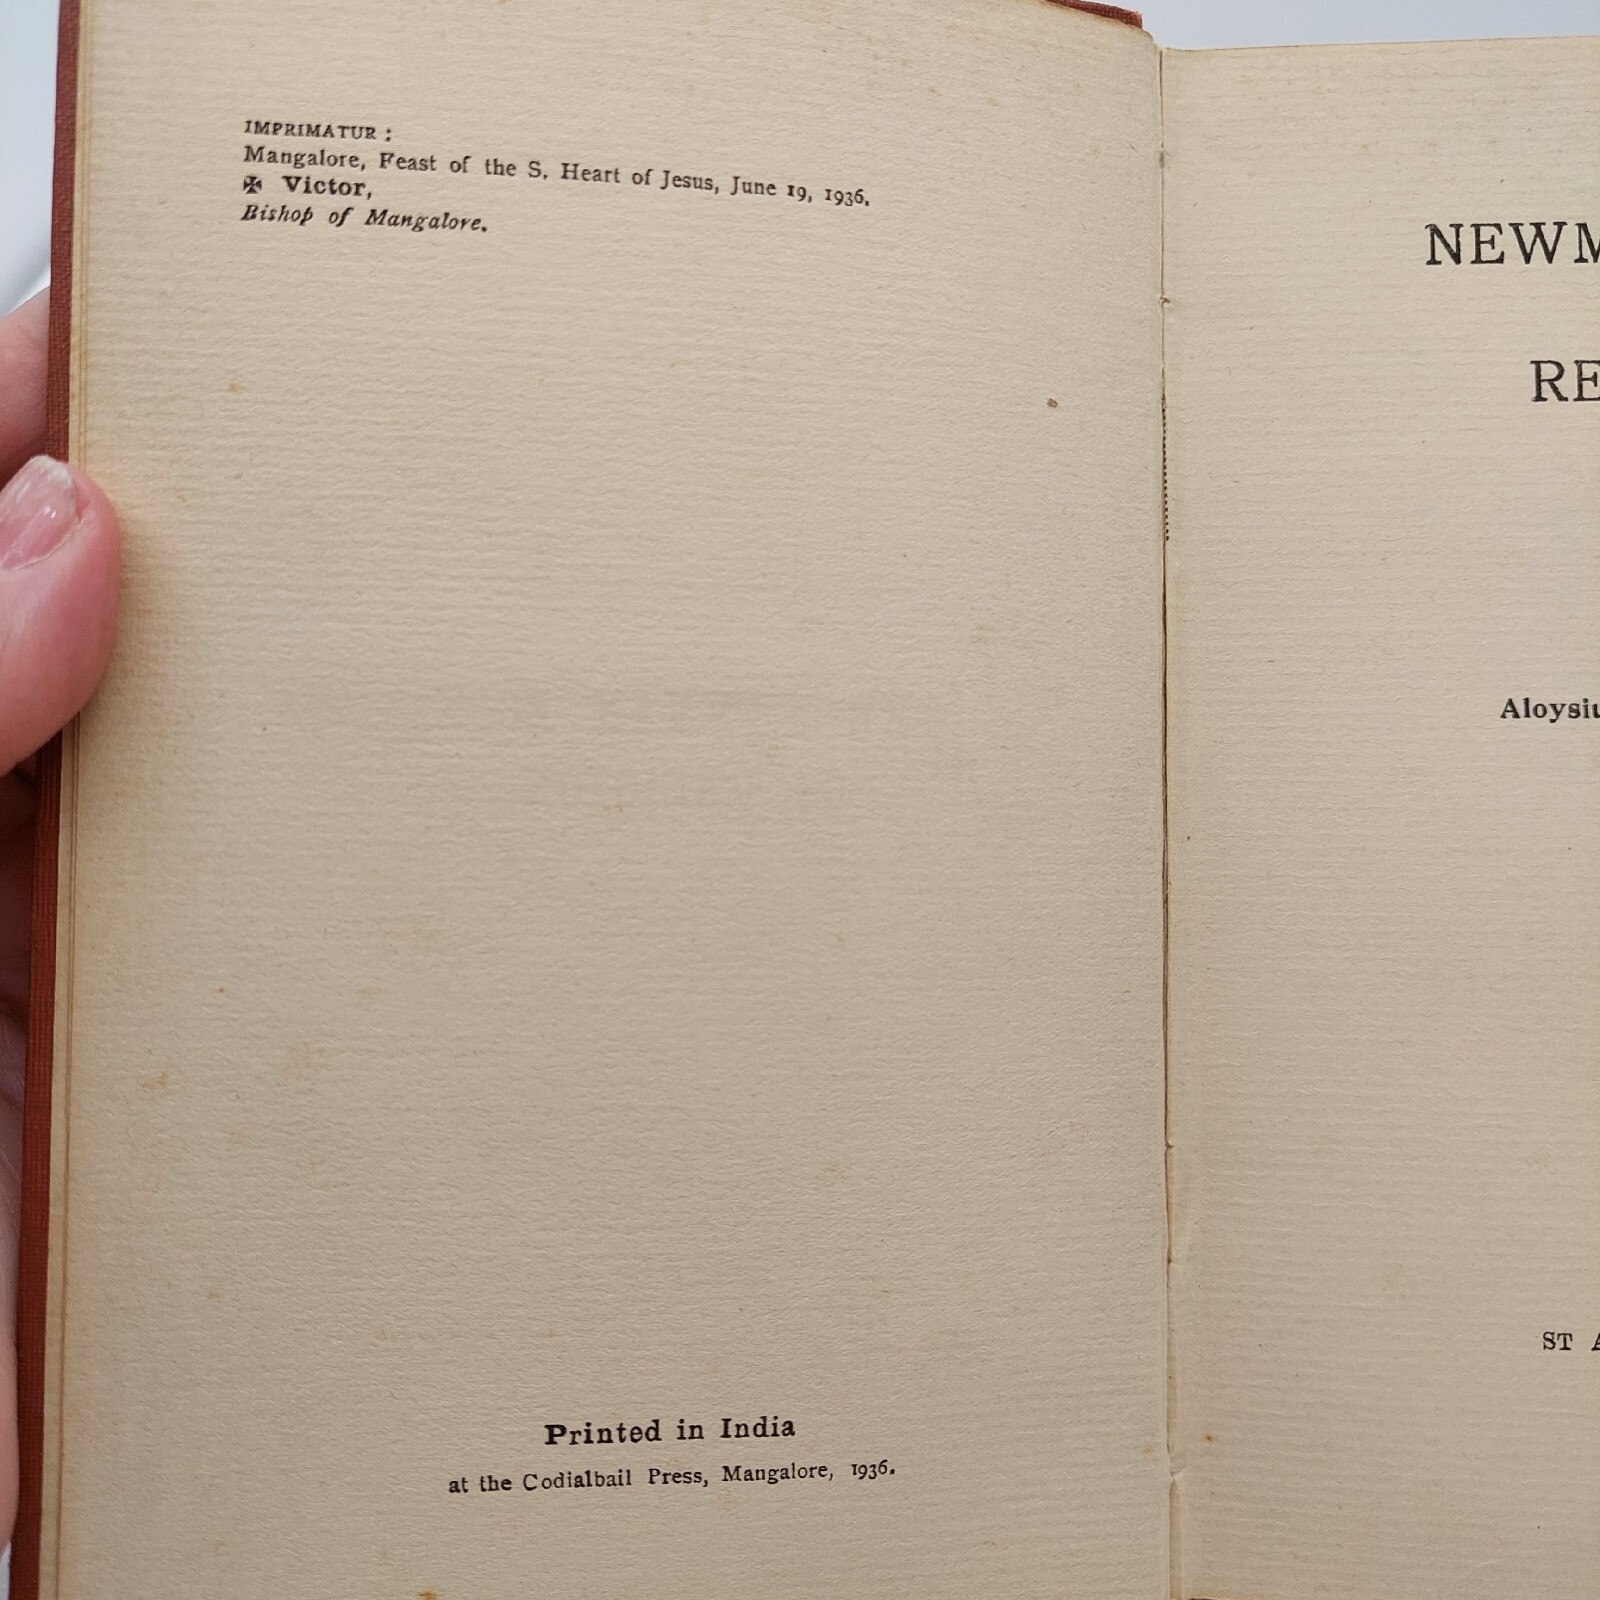 IMPRIMATUR :
Mangalore, Feast of the S. Heart of Jesus, June 19, 1936.
✠ Victor,
Bishop of Mangalore.
Printed in India
at the Codialbail Press, Mangalore, 1936.
NEWM
RE
Aloysiu
ST A